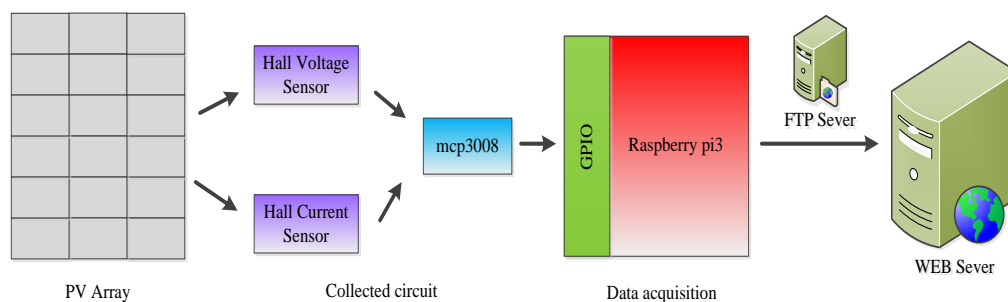 Hall Voltage
Sensor
Hall Current
Sensor
mcp3008
GPIO
Raspberry pi3
FTP Sever
WEB Sever
PV Array
Collected circuit
Data acquisition